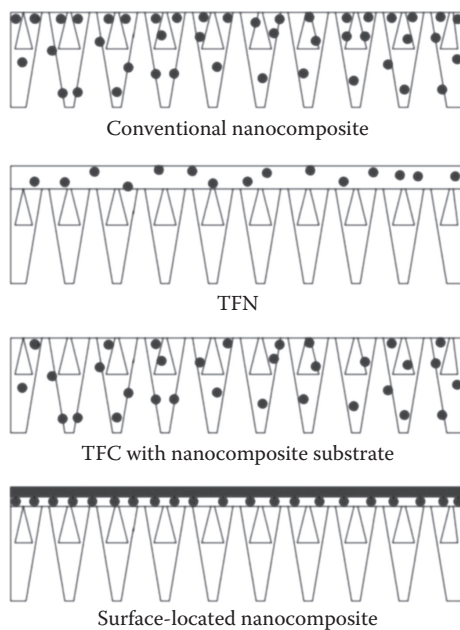 Conventional nanocomposite
TFN
TFC with nanocomposite substrate
Surface-located nanocomposite